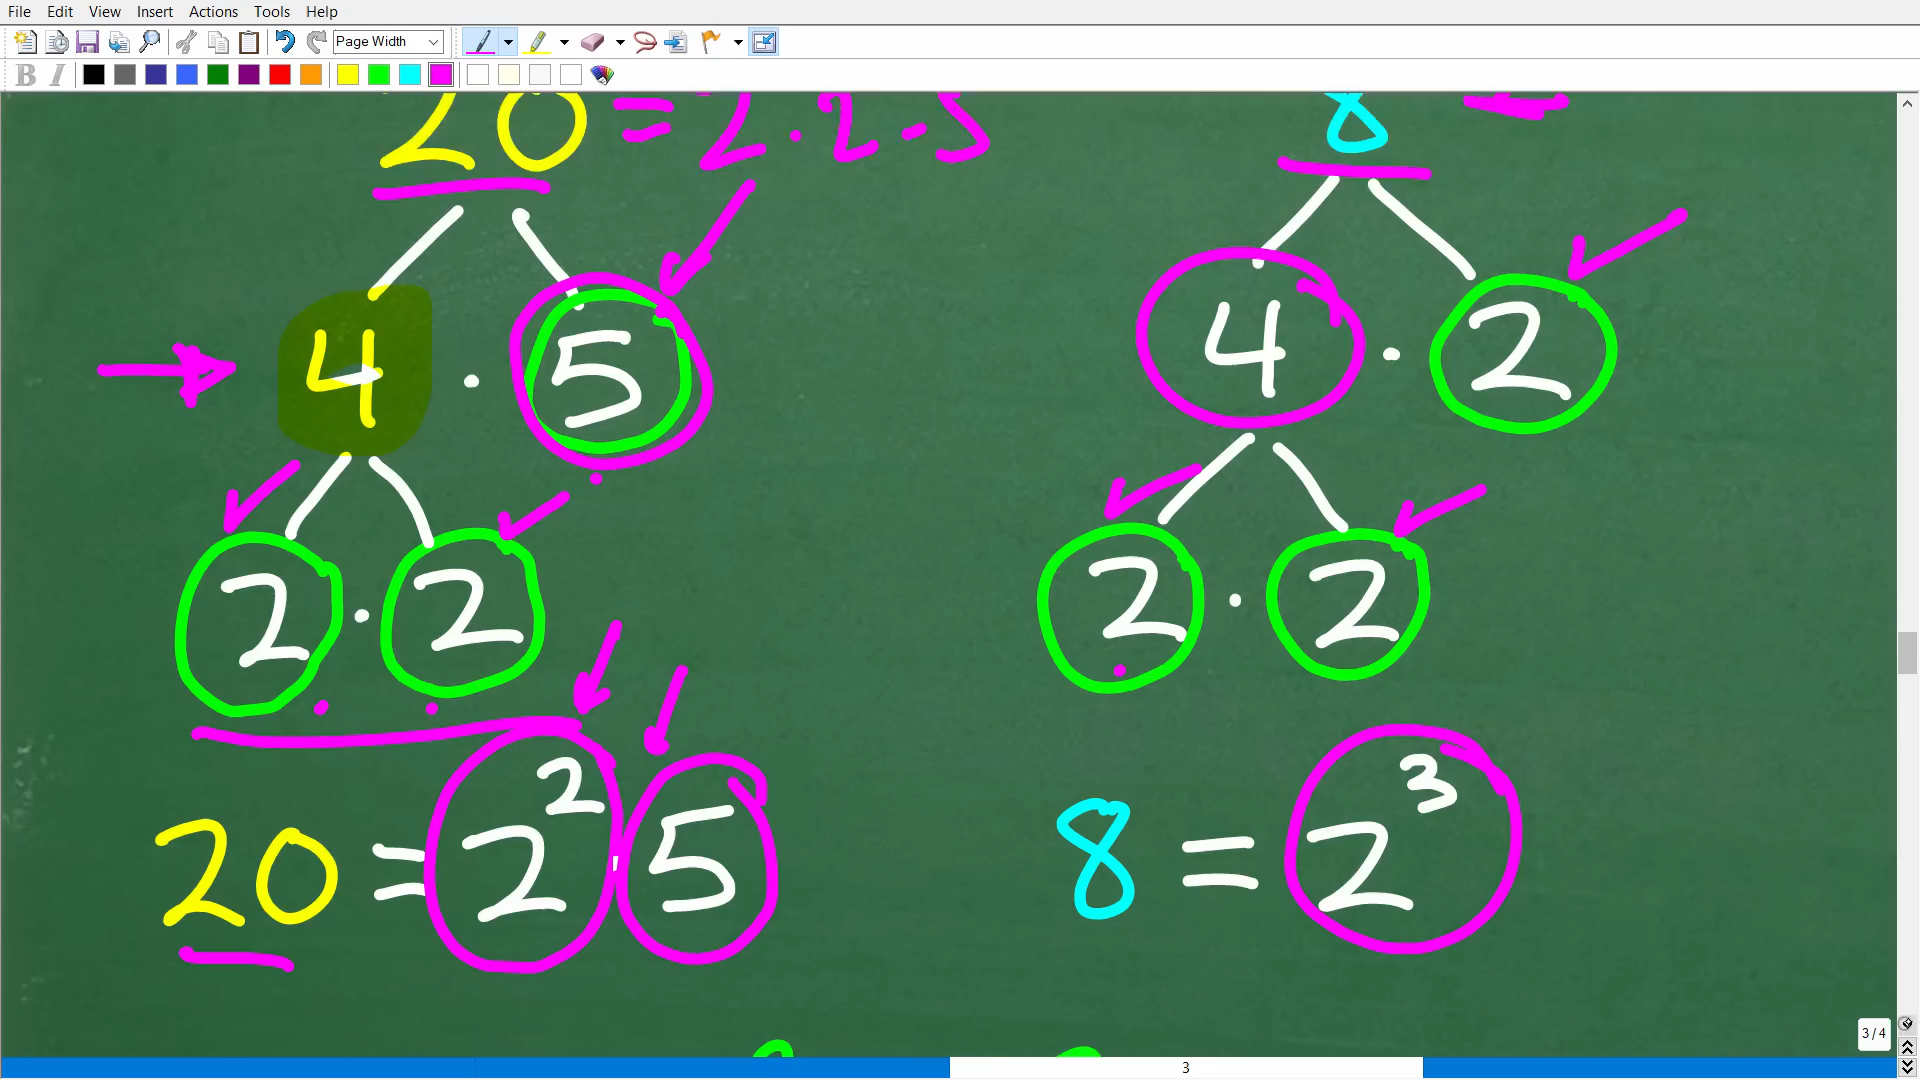 File Edit View Insert Actions Tools Help
Page Width
B I
20 = 2 · 2 · 5
8
4 · 5
4 · 2
2 · 2
2 · 2
20 = 2² · 5
8 = 2³
3 / 4
3